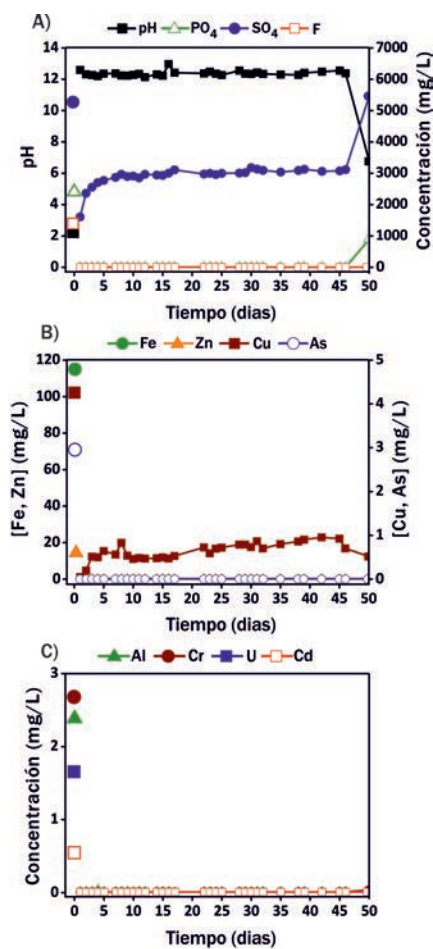 A)
pH PO4 SO4 F
14 7000
12 6000
10 5000
8 4000
6 3000
4 2000
2 1000
0 0
0 5 10 15 20 25 30 35 40 45 50
pH
Concentración (mg/L)
Tiempo (dias)
B)
Fe Zn Cu As
120 5
100 4
80 3
60
40 2
20 1
0 0
0 5 10 15 20 25 30 35 40 45 50
[Fe, Zn] (mg/L)
[Cu, As] (mg/L)
Tiempo (dias)
C)
Al Cr U Cd
3
2
1
0
0 5 10 15 20 25 30 35 40 45 50
Concentración (mg/L)
Tiempo (dias)